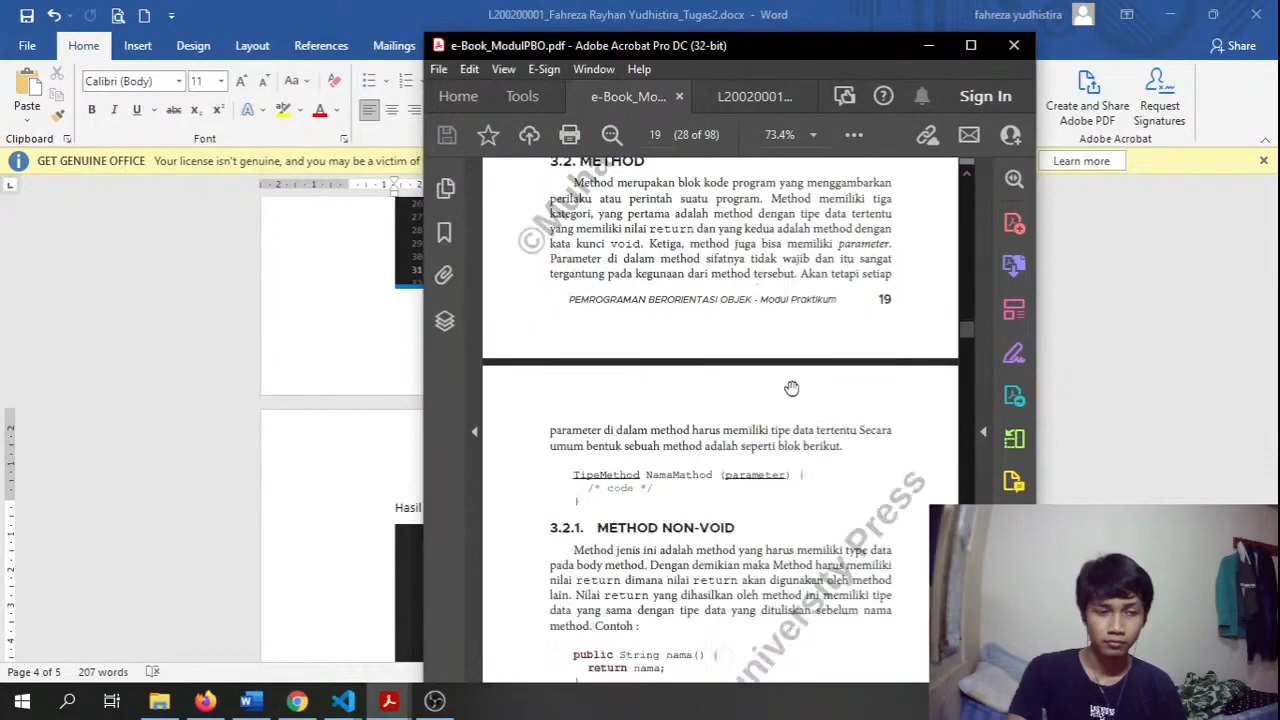 L200200001_Fahreza Rayhan Yudhistira_Tugas2.docx - Word
fahreza yudhistira
File Home Insert Design Layout References Mailings
Share
Calibri (Body) 11
Paste
Clipboard
Font
Create and Share Adobe PDF
Request Signatures
Adobe Acrobat
GET GENUINE OFFICE Your license isn't genuine, and you may be a victim of
Learn more
e-Book_ModulPBO.pdf - Adobe Acrobat Pro DC (32-bit)
File Edit View E-Sign Window Help
Home Tools e-Book_Mo... L20020001...
Sign In
19 (28 of 98) 73.4%
3.2. METHOD
Method merupakan blok kode program yang menggambarkan
perilaku atau perintah suatu program. Method memiliki tiga
kategori, yang pertama adalah method dengan tipe data tertentu
yang memiliki nilai return dan yang kedua adalah method dengan
kata kunci void. Ketiga, method juga bisa memiliki parameter.
Parameter di dalam method sifatnya tidak wajib dan itu sangat
tergantung pada kegunaan dari method tersebut. Akan tetapi setiap
PEMROGRAMAN BERORIENTASI OBJEK - Modul Praktikum 19
parameter di dalam method harus memiliki tipe data tertentu Secara
umum bentuk sebuah method adalah seperti blok berikut.
TipeMethod NamaMathod (parameter) {
/* code */
}
3.2.1. METHOD NON-VOID
Method jenis ini adalah method yang harus memiliki type data
pada body method. Dengan demikian maka Method harus memiliki
nilai return dimana nilai return akan digunakan oleh method
lain. Nilai return yang dihasilkan oleh method ini memiliki tipe
data yang sama dengan tipe data yang dituliskan sebelum nama
method. Contoh :
public String nama() {
return nama;
©Muha
University Press
27
28
29
30
31
Hasil
Page 4 of 5 207 words